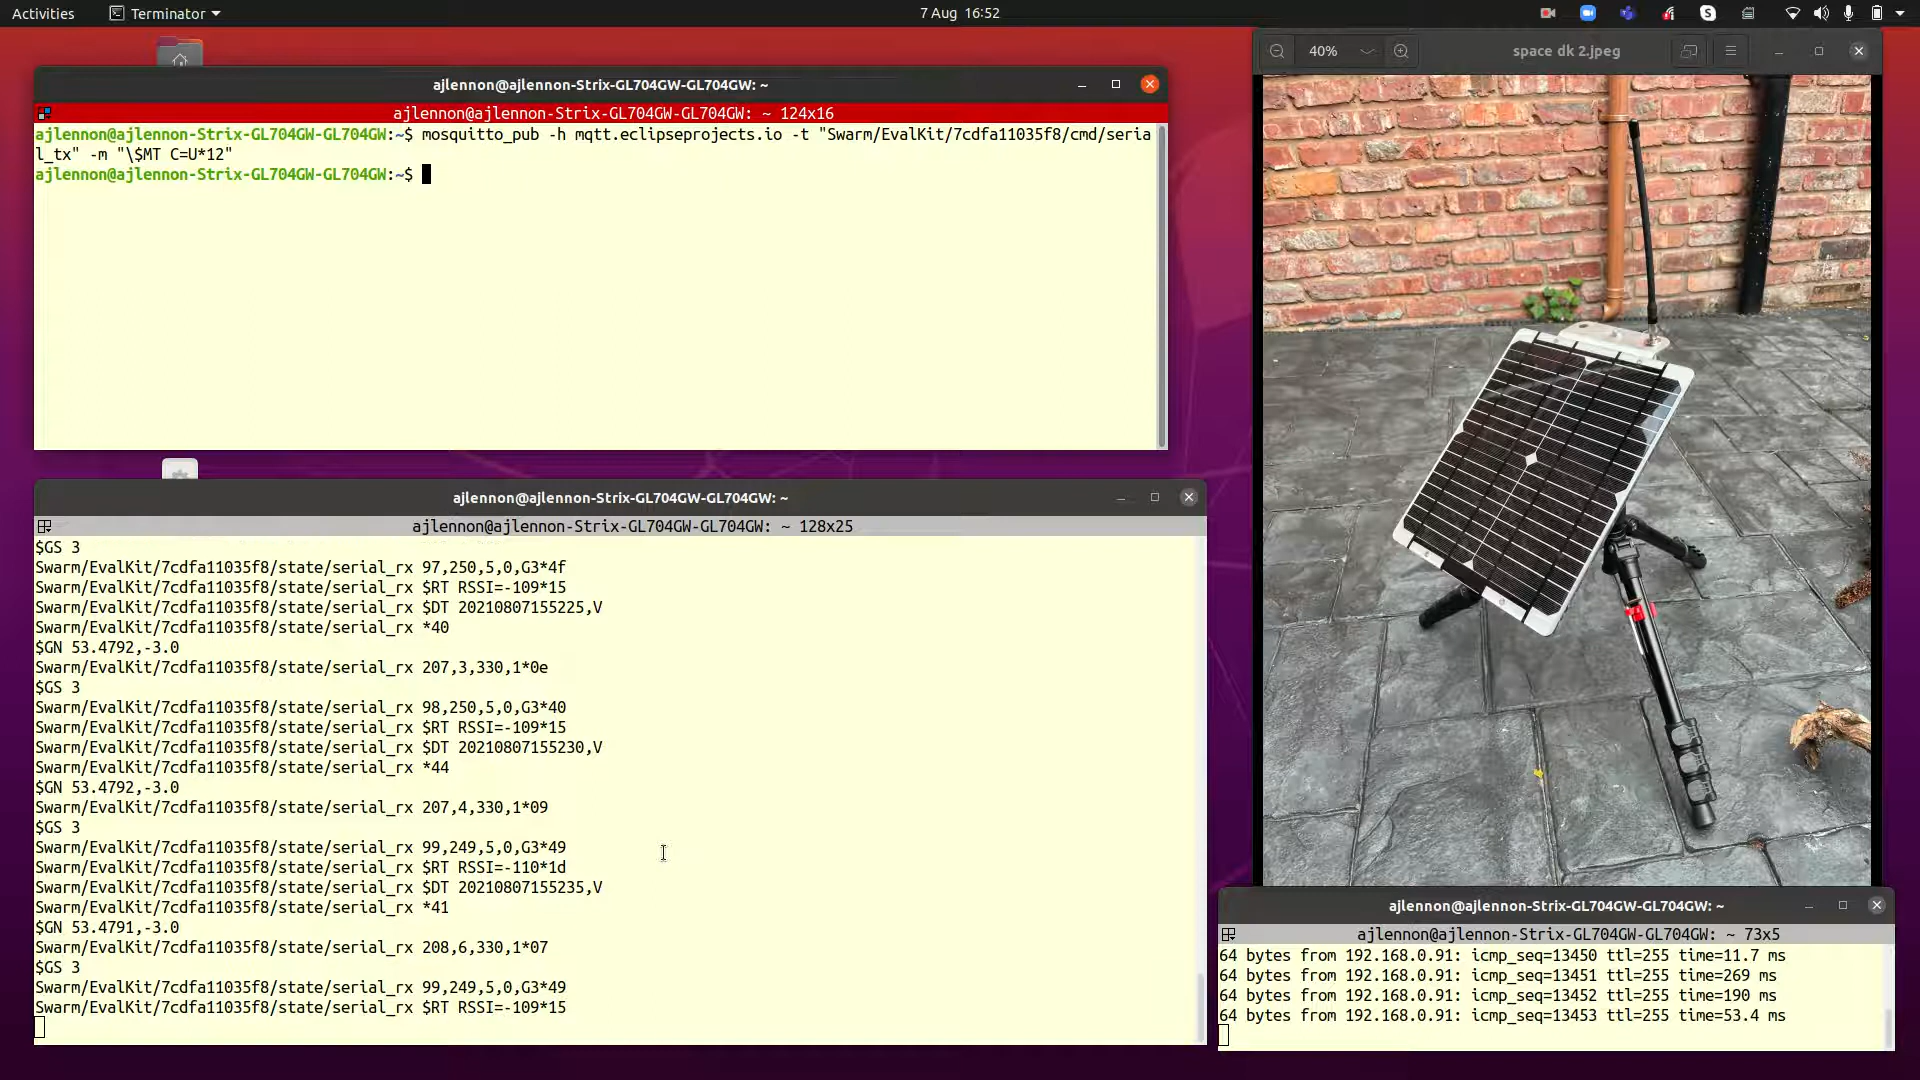 Activities
Terminator
7 Aug 16:52
ajlennon@ajlennon-Strix-GL704GW-GL704GW: ~
ajlennon@ajlennon-Strix-GL704GW-GL704GW: ~ 124x16
ajlennon@ajlennon-Strix-GL704GW-GL704GW:~$ mosquitto_pub -h mqtt.eclipseprojects.io -t "Swarm/EvalKit/7cdfa11035f8/cmd/seria
l_tx" -m "\$MT C=U*12"
ajlennon@ajlennon-Strix-GL704GW-GL704GW:~$
ajlennon@ajlennon-Strix-GL704GW-GL704GW: ~
ajlennon@ajlennon-Strix-GL704GW-GL704GW: ~ 128x25
$GS 3
Swarm/EvalKit/7cdfa11035f8/state/serial_rx 97,250,5,0,G3*4f
Swarm/EvalKit/7cdfa11035f8/state/serial_rx $RT RSSI=-109*15
Swarm/EvalKit/7cdfa11035f8/state/serial_rx $DT 20210807155225,V
Swarm/EvalKit/7cdfa11035f8/state/serial_rx *40
$GN 53.4792,-3.0
Swarm/EvalKit/7cdfa11035f8/state/serial_rx 207,3,330,1*0e
$GS 3
Swarm/EvalKit/7cdfa11035f8/state/serial_rx 98,250,5,0,G3*40
Swarm/EvalKit/7cdfa11035f8/state/serial_rx $RT RSSI=-109*15
Swarm/EvalKit/7cdfa11035f8/state/serial_rx $DT 20210807155230,V
Swarm/EvalKit/7cdfa11035f8/state/serial_rx *44
$GN 53.4792,-3.0
Swarm/EvalKit/7cdfa11035f8/state/serial_rx 207,4,330,1*09
$GS 3
Swarm/EvalKit/7cdfa11035f8/state/serial_rx 99,249,5,0,G3*49
Swarm/EvalKit/7cdfa11035f8/state/serial_rx $RT RSSI=-110*1d
Swarm/EvalKit/7cdfa11035f8/state/serial_rx $DT 20210807155235,V
Swarm/EvalKit/7cdfa11035f8/state/serial_rx *41
$GN 53.4791,-3.0
Swarm/EvalKit/7cdfa11035f8/state/serial_rx 208,6,330,1*07
$GS 3
Swarm/EvalKit/7cdfa11035f8/state/serial_rx 99,249,5,0,G3*49
Swarm/EvalKit/7cdfa11035f8/state/serial_rx $RT RSSI=-109*15
40%
space dk 2.jpeg
ajlennon@ajlennon-Strix-GL704GW-GL704GW: ~
ajlennon@ajlennon-Strix-GL704GW-GL704GW: ~ 73x5
64 bytes from 192.168.0.91: icmp_seq=13450 ttl=255 time=11.7 ms
64 bytes from 192.168.0.91: icmp_seq=13451 ttl=255 time=269 ms
64 bytes from 192.168.0.91: icmp_seq=13452 ttl=255 time=190 ms
64 bytes from 192.168.0.91: icmp_seq=13453 ttl=255 time=53.4 ms